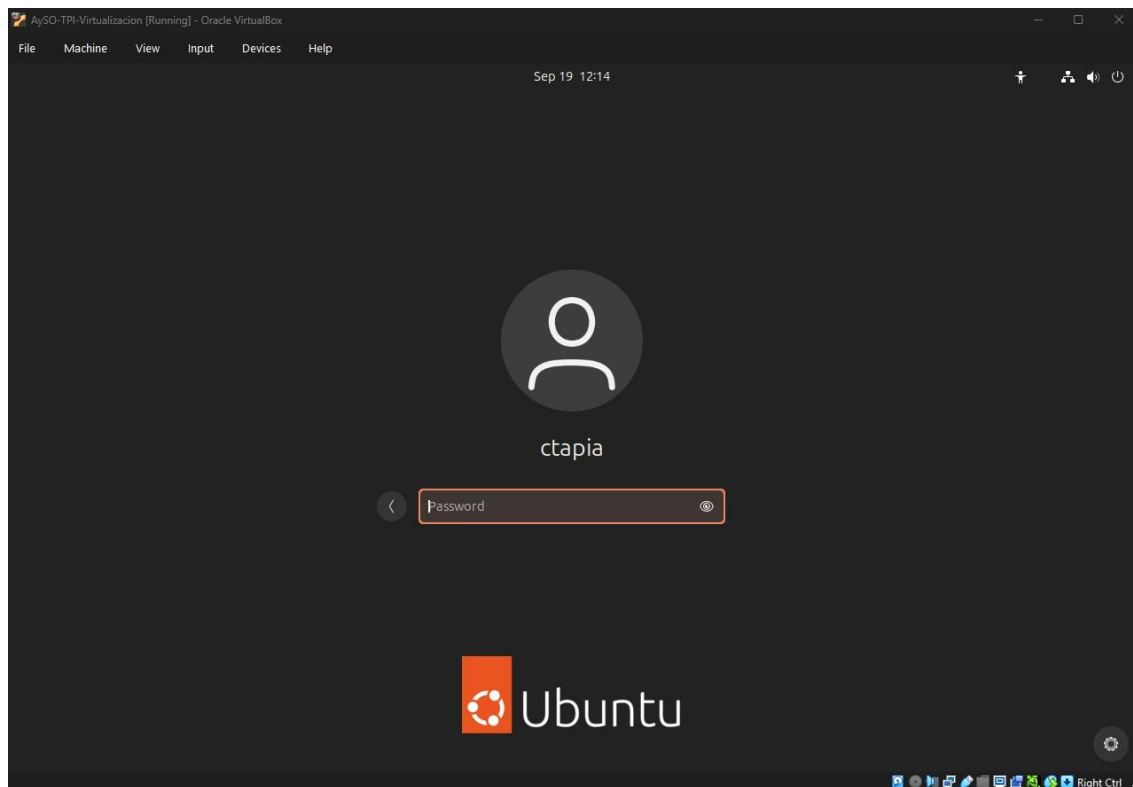 AySO-TPI-Virtualizacion [Running] - Oracle VirtualBox
File Machine View Input Devices Help
Sep 19 12:14
ctapia
Password
Ubuntu
Right Ctrl